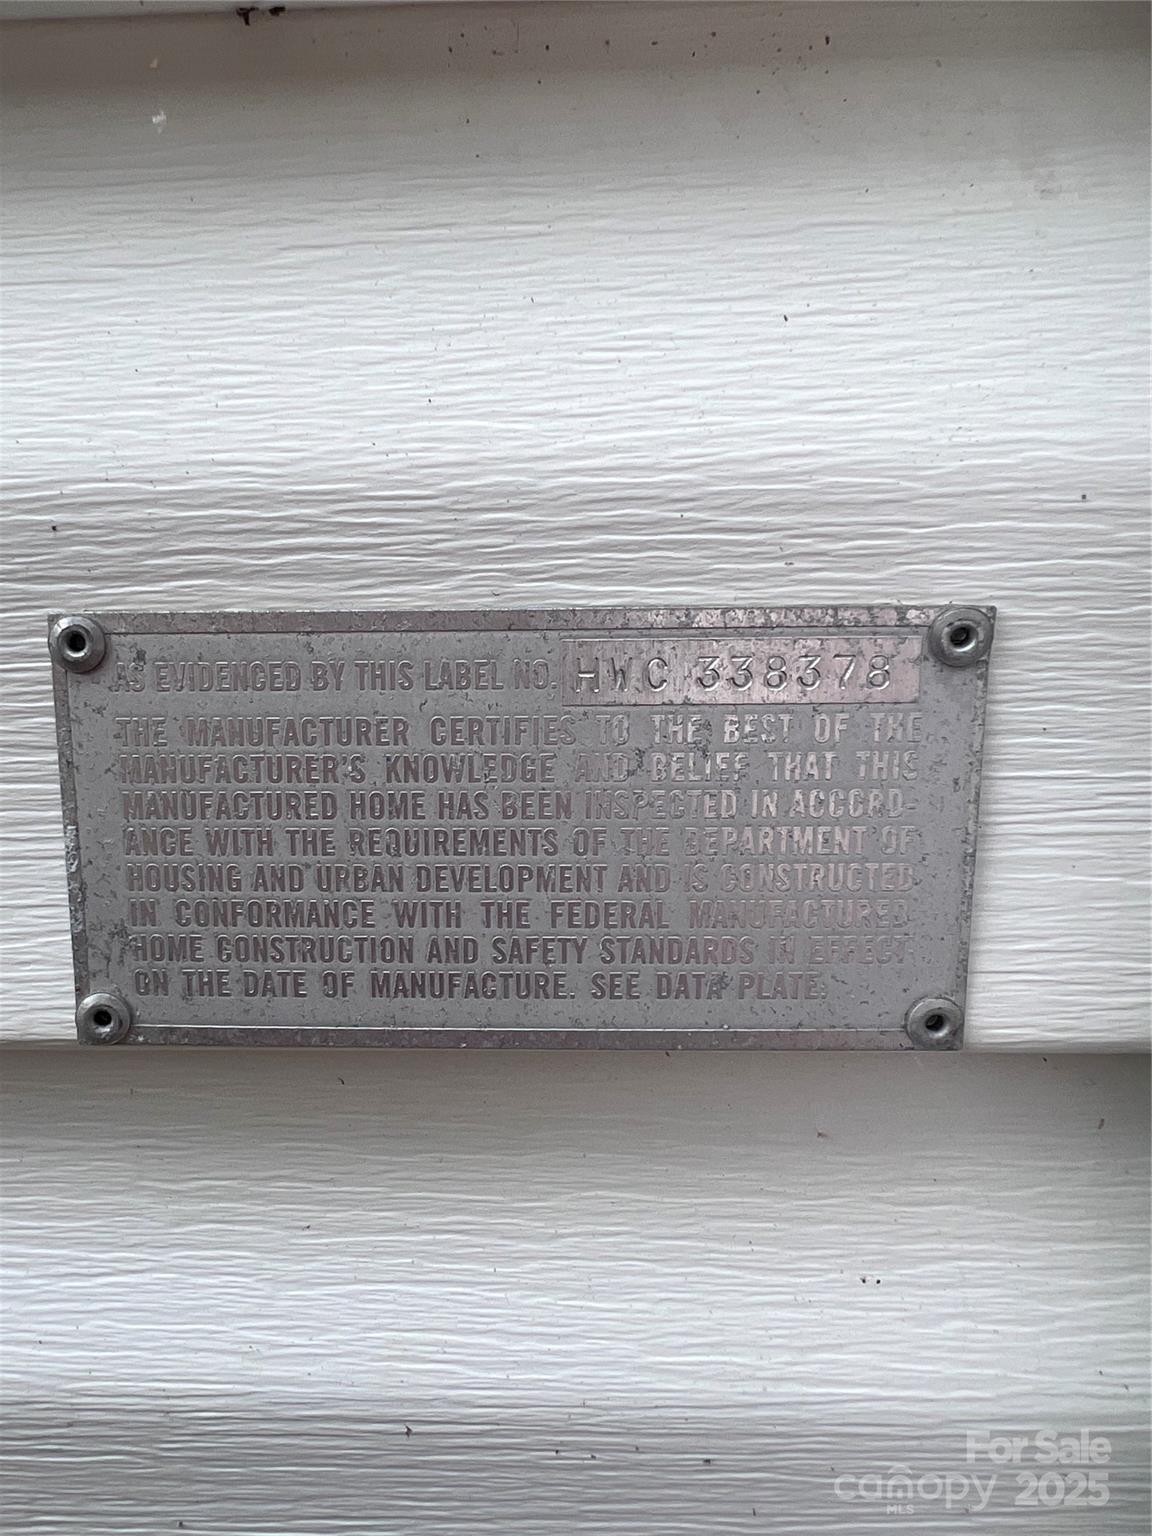 AS EVIDENCED BY THIS LABEL NO. HWC 338378
THE MANUFACTURER CERTIFIES TO THE BEST OF THE
MANUFACTURER'S KNOWLEDGE AND BELIEF THAT THIS
MANUFACTURED HOME HAS BEEN INSPECTED IN ACCORD-
ANCE WITH THE REQUIREMENTS OF THE DEPARTMENT OF
HOUSING AND URBAN DEVELOPMENT AND IS CONSTRUCTED
IN CONFORMANCE WITH THE FEDERAL MANUFACTURED
HOME CONSTRUCTION AND SAFETY STANDARDS IN EFFECT
ON THE DATE OF MANUFACTURE. SEE DATA PLATE.
For Sale
canopy 2025
MLS